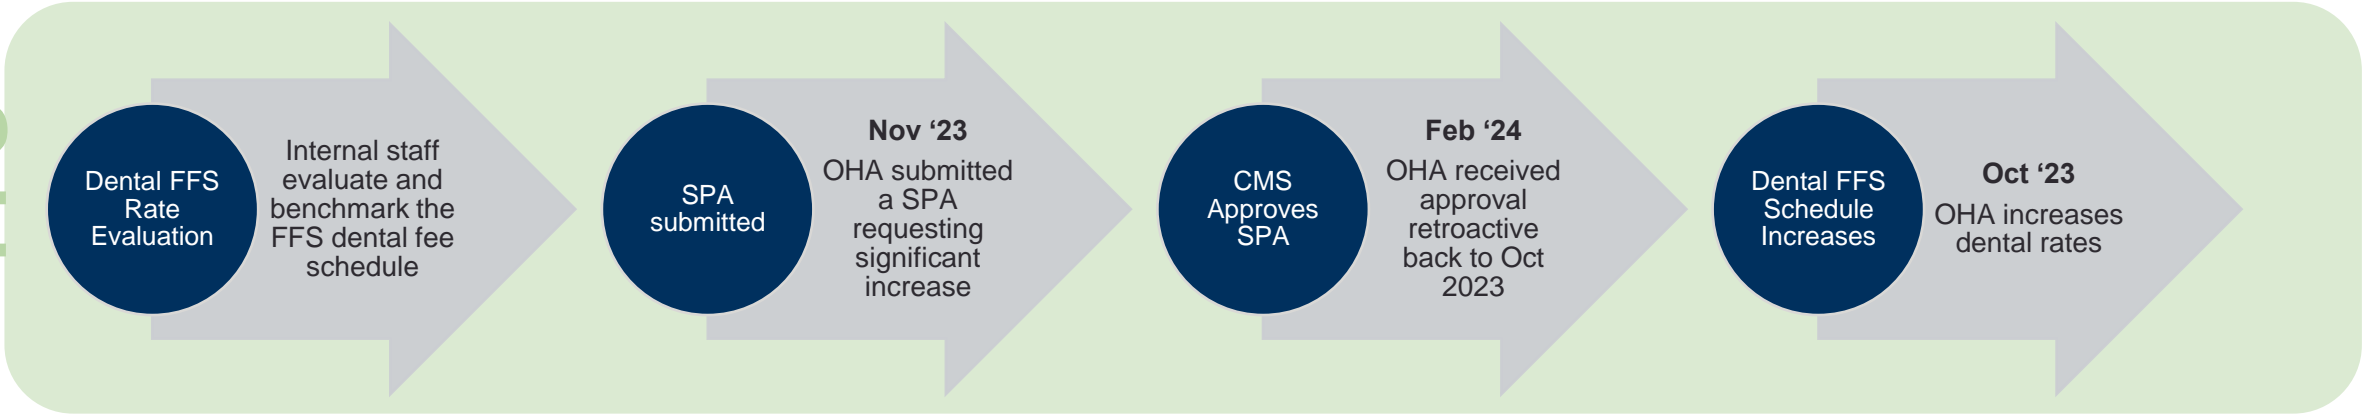 Dental FFS
Rate
Evaluation
Internal staff
evaluate and
benchmark the
FFS dental fee
schedule
SPA
submitted
Nov ‘23
OHA submitted
a SPA
requesting
significant
increase
CMS
Approves
SPA
Feb ‘24
OHA received
approval
retroactive
back to Oct
2023
Dental FFS
Schedule
Increases
Oct ‘23
OHA increases
dental rates